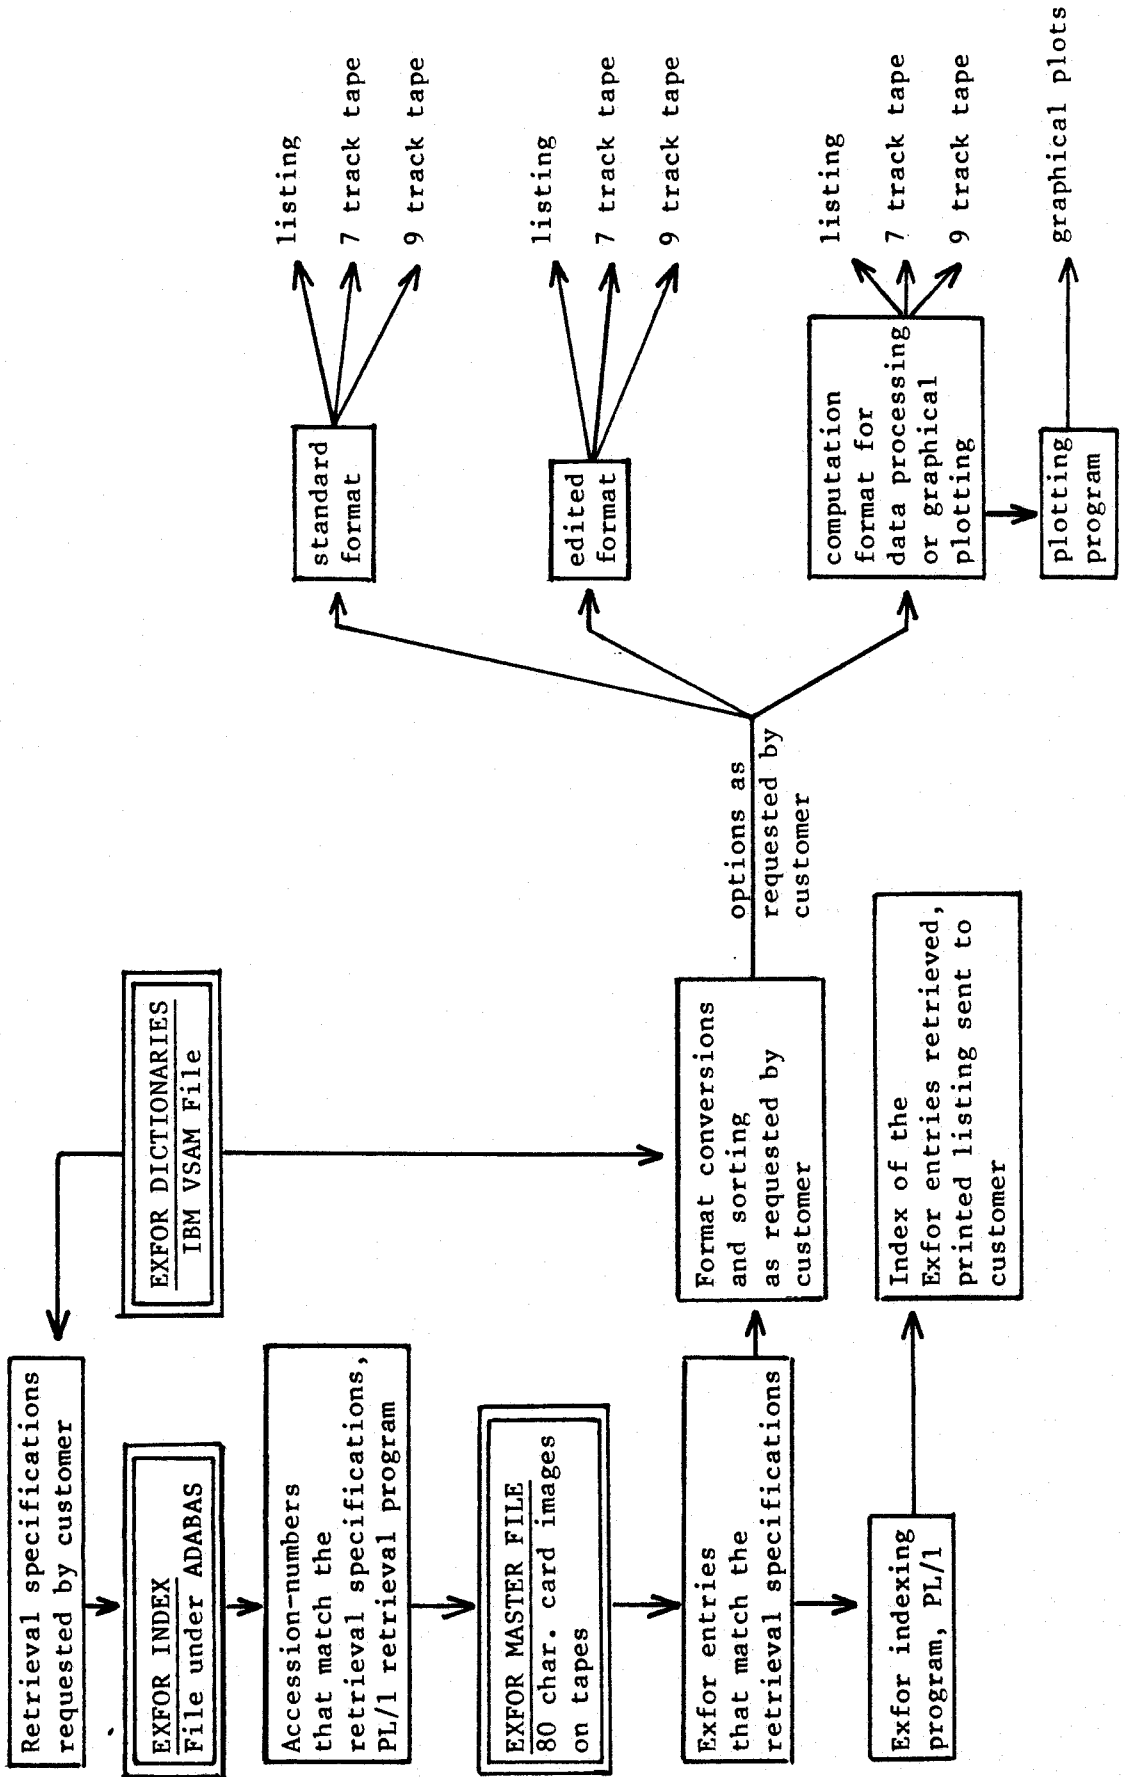 Retrieval specifications
requested by customer
EXFOR INDEX
File under ADABAS
Accession-numbers
that match the
retrieval specifications,
PL/1 retrieval program
EXFOR MASTER FILE
80 char. card images
on tapes
Exfor entries
that match the
retrieval specifications
Exfor indexing
program, PL/1
EXFOR DICTIONARIES
IBM VSAM File
Format conversions
and sorting
as requested by
customer
Index of the
Exfor entries retrieved,
printed listing sent to
customer
options as
requested by
customer
standard
format
listing
7 track tape
9 track tape
edited
format
listing
7 track tape
9 track tape
computation
format for
data processing
or graphical
plotting
listing
7 track tape
9 track tape
plotting
program
graphical plots